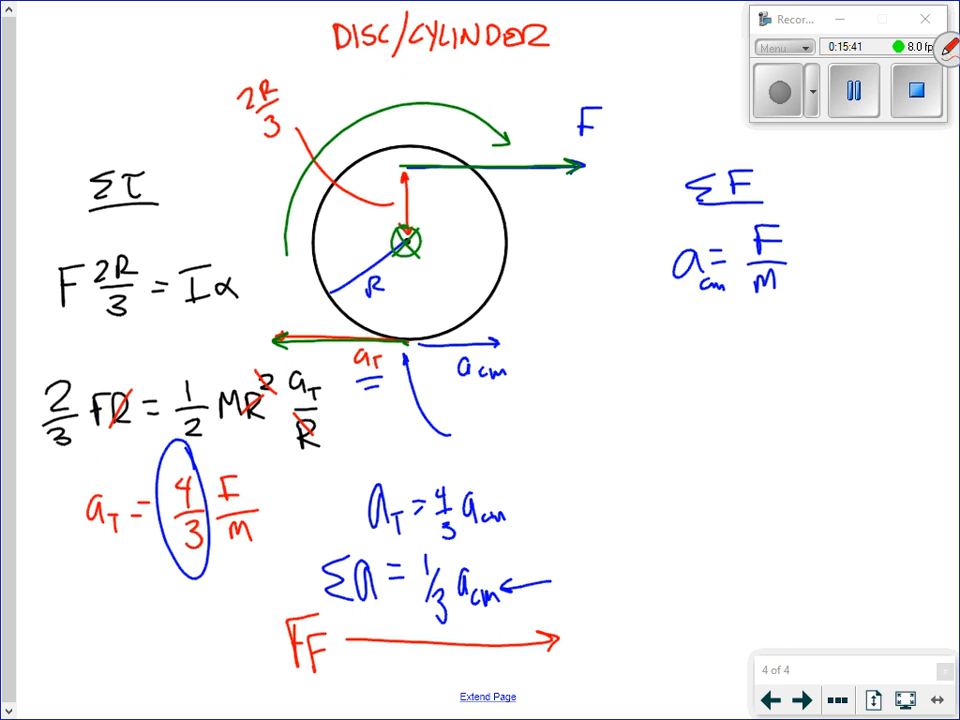 DISC/CYLINDER
Recor...
Menu
0:15:41
8.0 fp
2R/3
F
Στ
ΣF
F 2R/3 = Iα
a_cm = F/M
R
a_T
a_cm
2/3 FR = 1/2 MR² a_T/R
a_T = 4/3 F/M
a_T = 4/3 a_cm
Σa = 1/3 a_cm
F_F
4 of 4
Extend Page